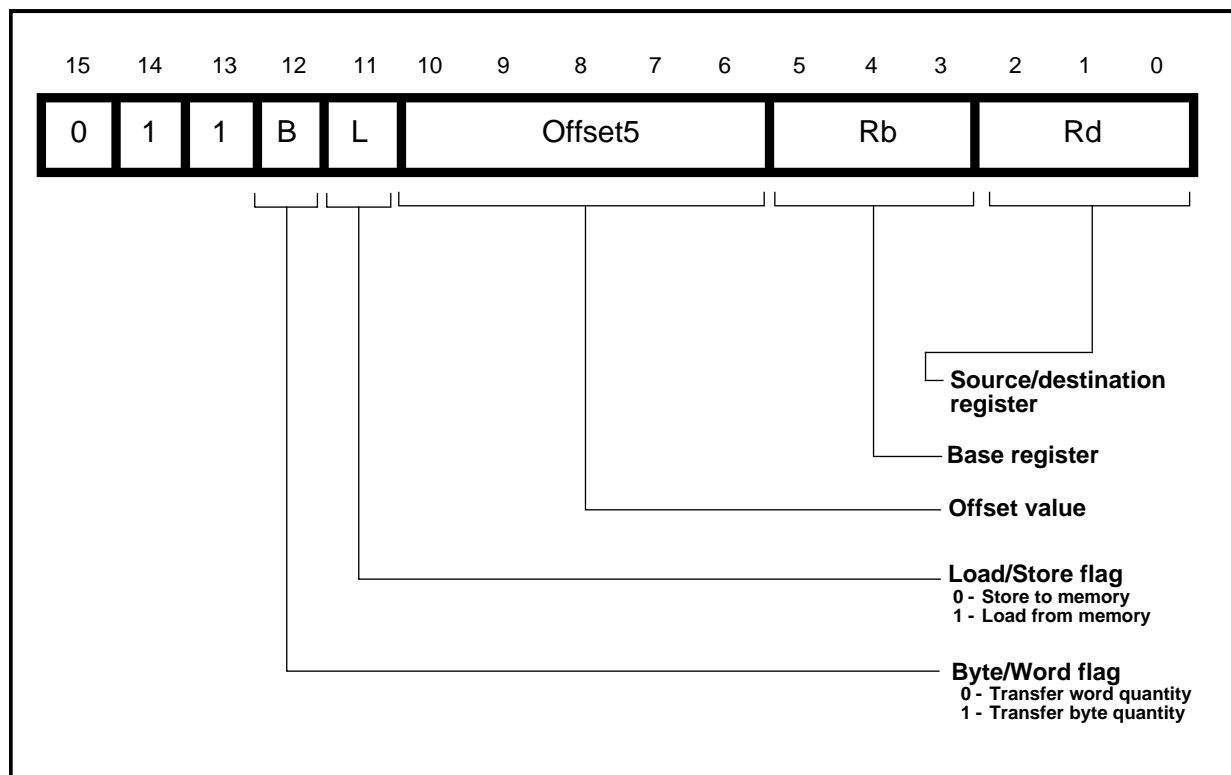 15 14 13 12 11 10 9 8 7 6 5 4 3 2 1 0
0 1 1 B L Offset5 Rb Rd
Source/destination
register
Base register
Offset value
Load/Store flag
0 - Store to memory
1 - Load from memory
Byte/Word flag
0 - Transfer word quantity
1 - Transfer byte quantity